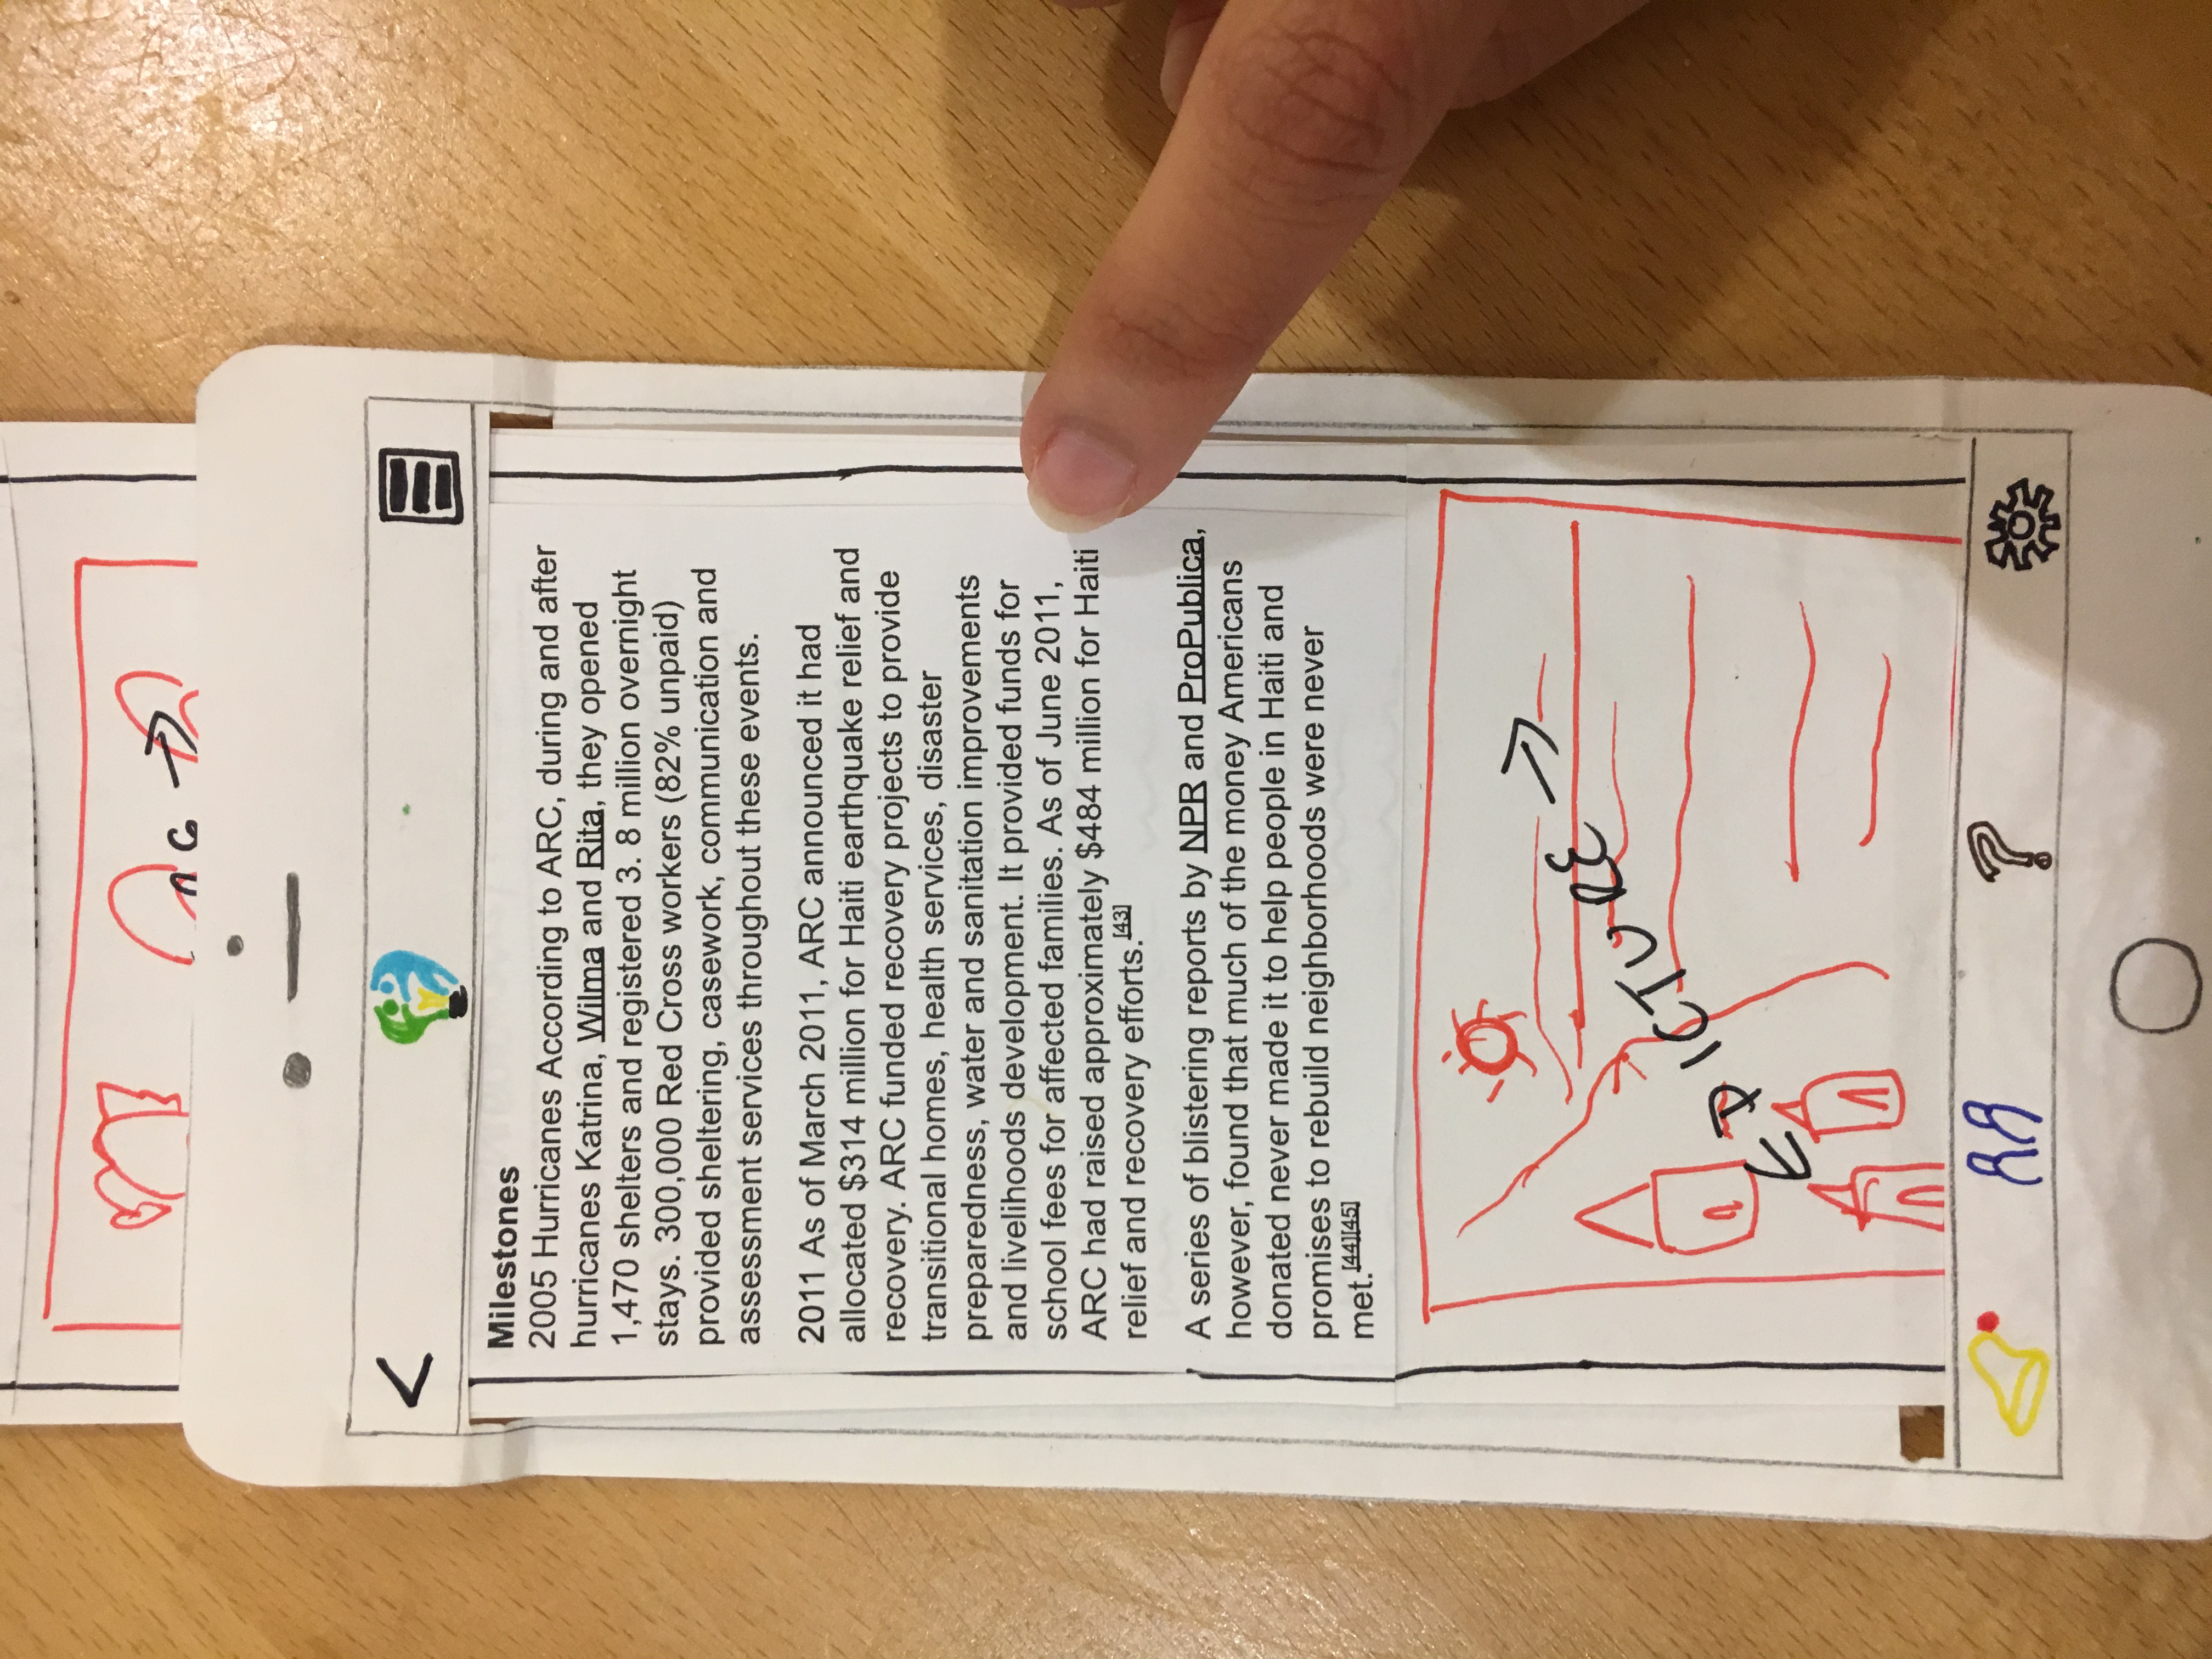 Milestones
2005 Hurricanes According to ARC, during and after
hurricanes Katrina, Wilma and Rita, they opened
1,470 shelters and registered 3. 8 million overnight
stays. 300,000 Red Cross workers (82% unpaid)
provided sheltering, casework, communication and
assessment services throughout these events.
2011 As of March 2011, ARC announced it had
allocated $314 million for Haiti earthquake relief and
recovery. ARC funded recovery projects to provide
transitional homes, health services, disaster
preparedness, water and sanitation improvements
and livelihoods development. It provided funds for
school fees for affected families. As of June 2011,
ARC had raised approximately $484 million for Haiti
relief and recovery efforts.[43]
A series of blistering reports by NPR and ProPublica,
however, found that much of the money Americans
donated never made it to help people in Haiti and
promises to rebuild neighborhoods were never
met.[44][45]
← PICTURE →
?